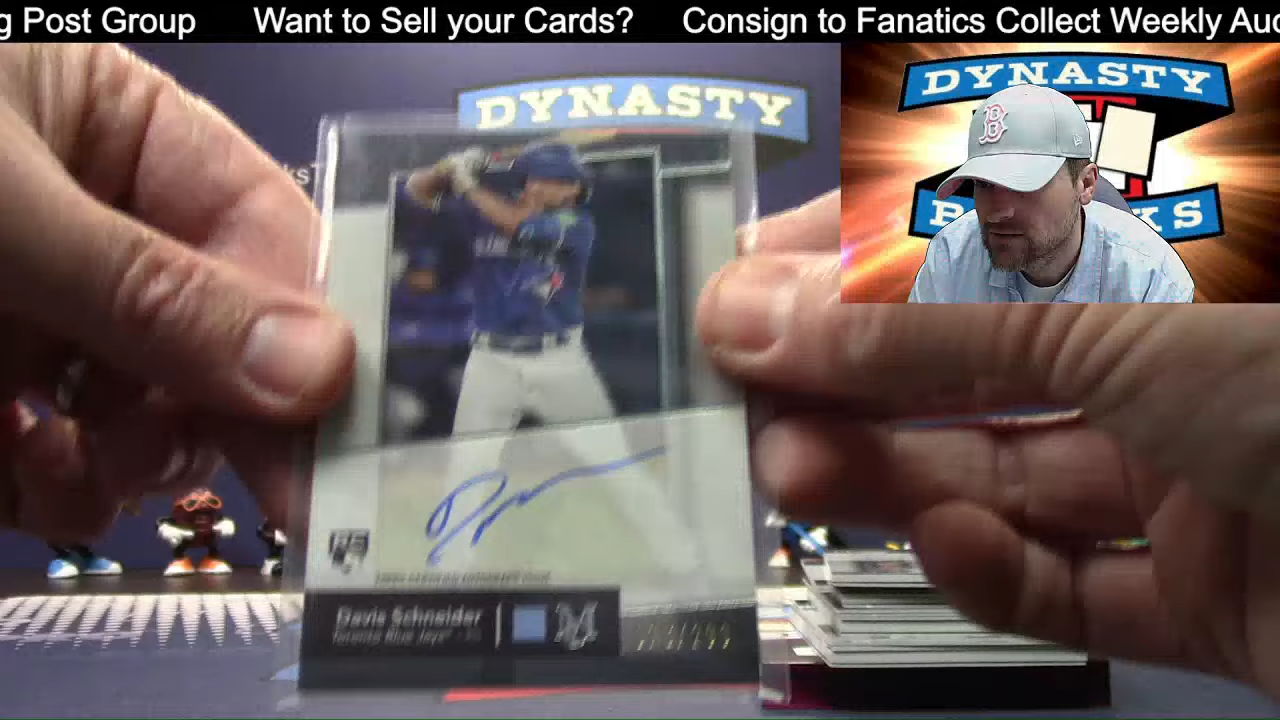 g Post Group Want to Sell your Cards? Consign to Fanatics Collect Weekly Auc
DYNASTY
DYNASTY
B
KS
B
Davis Schneider
Toronto Blue Jays